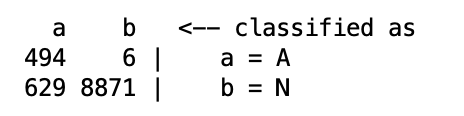 a b <-- classified as
494 6 | a = A
629 8871 | b = N